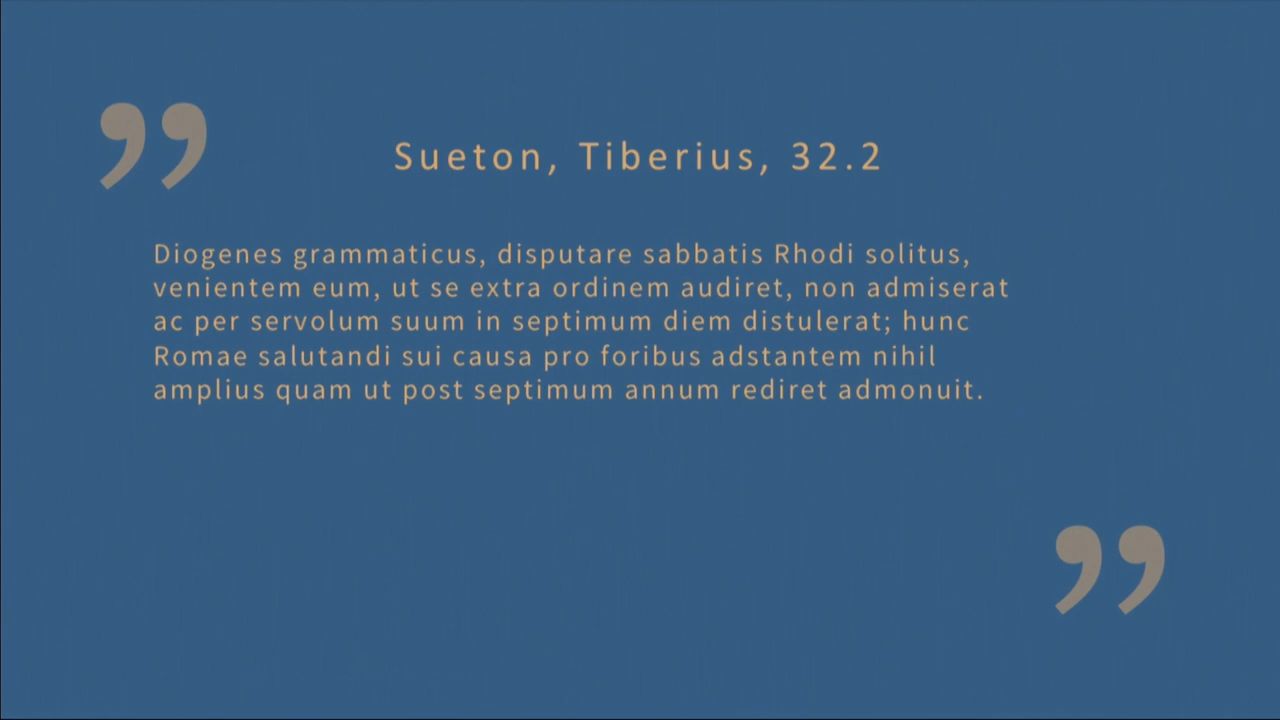 Sueton, Tiberius, 32.2
Diogenes grammaticus, disputare sabbatis Rhodi solitus,
venientem eum, ut se extra ordinem audiret, non admiserat
ac per servolum suum in septimum diem distulerat; hunc
Romae salutandi sui causa pro foribus adstantem nihil
amplius quam ut post septimum annum rediret admonuit.